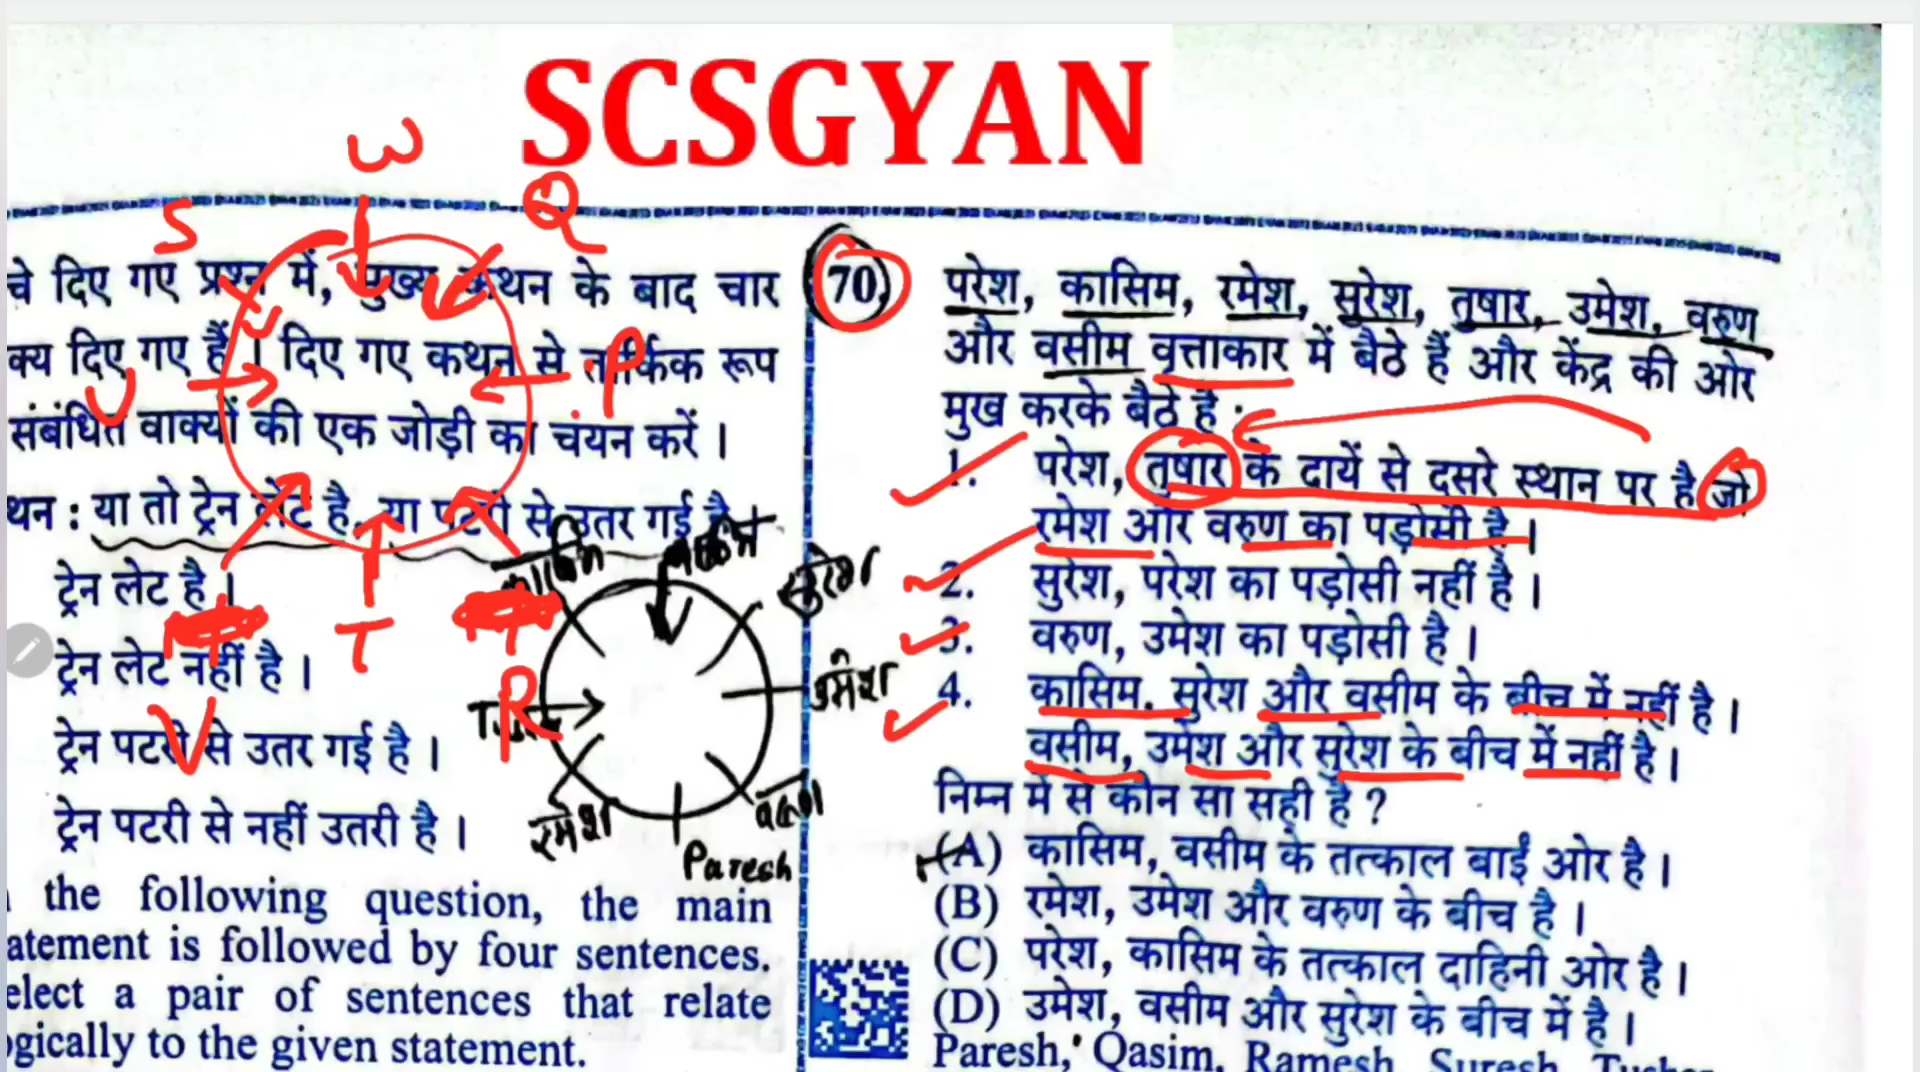 SCSGYAN
W
S
Q
चे दिए गए प्रश्न में, मुख्य कथन के बाद चार
क्य दिए गए हैं। दिए गए कथन से तार्किक रूप
P
U
संबंधित वाक्यों की एक जोड़ी का चयन करें।
थन : या तो ट्रेन लेट है, या पटरी से उतर गई है
ट्रेन लेट है।
T
ट्रेन लेट नहीं है।
V
R
ट्रेन पटरी से उतर गई है।
ट्रेन पटरी से नहीं उतरी है।
सुरेश
उमेश
रमेश
Paresh
the following question, the main
atement is followed by four sentences.
elect a pair of sentences that relate
ogically to the given statement.
70.
परेश, कासिम, रमेश, सुरेश, तुषार, उमेश, वरुण
और वसीम वृत्ताकार में बैठे हैं और केंद्र की ओर
मुख करके बैठे है :
1. परेश, तुषार के दायें से दूसरे स्थान पर है जो
रमेश और वरुण का पड़ोसी है।
2. सुरेश, परेश का पड़ोसी नहीं है।
3. वरुण, उमेश का पड़ोसी है।
4. कासिम, सुरेश और वसीम के बीच में नहीं है।
वसीम, उमेश और सुरेश के बीच में नहीं है।
निम्न में से कौन सा सही है ?
(A) कासिम, वसीम के तत्काल बाईं ओर है।
(B) रमेश, उमेश और वरुण के बीच है।
(C) परेश, कासिम के तत्काल दाहिनी ओर है।
(D) उमेश, वसीम और सुरेश के बीच में है।
Paresh, Qasim, Ramesh, Suresh, Tushar